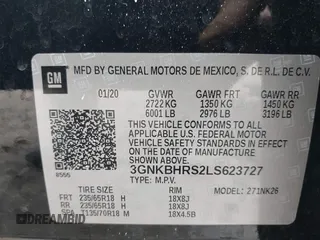 GM
MFD BY GENERAL MOTORS DE MEXICO, S. DE R.L. DE C.V.
01/20 GVWR GAWR FRT GAWR RR
2722 KG 1350 KG 1450 KG
6001 LB 2976 LB 3196 LB
THIS VEHICLE CONFORMS TO ALL
APPLICABLE U.S. FEDERAL MOTOR
VEHICLE SAFETY STANDARDS IN
EFFECT ON THE DATE OF
MANUFACTURE SHOWN ABOVE.
3GNKBHRS2LS623727
TYPE: M.P.V. MODEL: 271NK26
TIRE SIZE RIM
FRT 235/65R18 H 18X8J
RR 235/65R18 H 18X8J
SPA T135/70R18 M 18X4.5B
DREAMBID